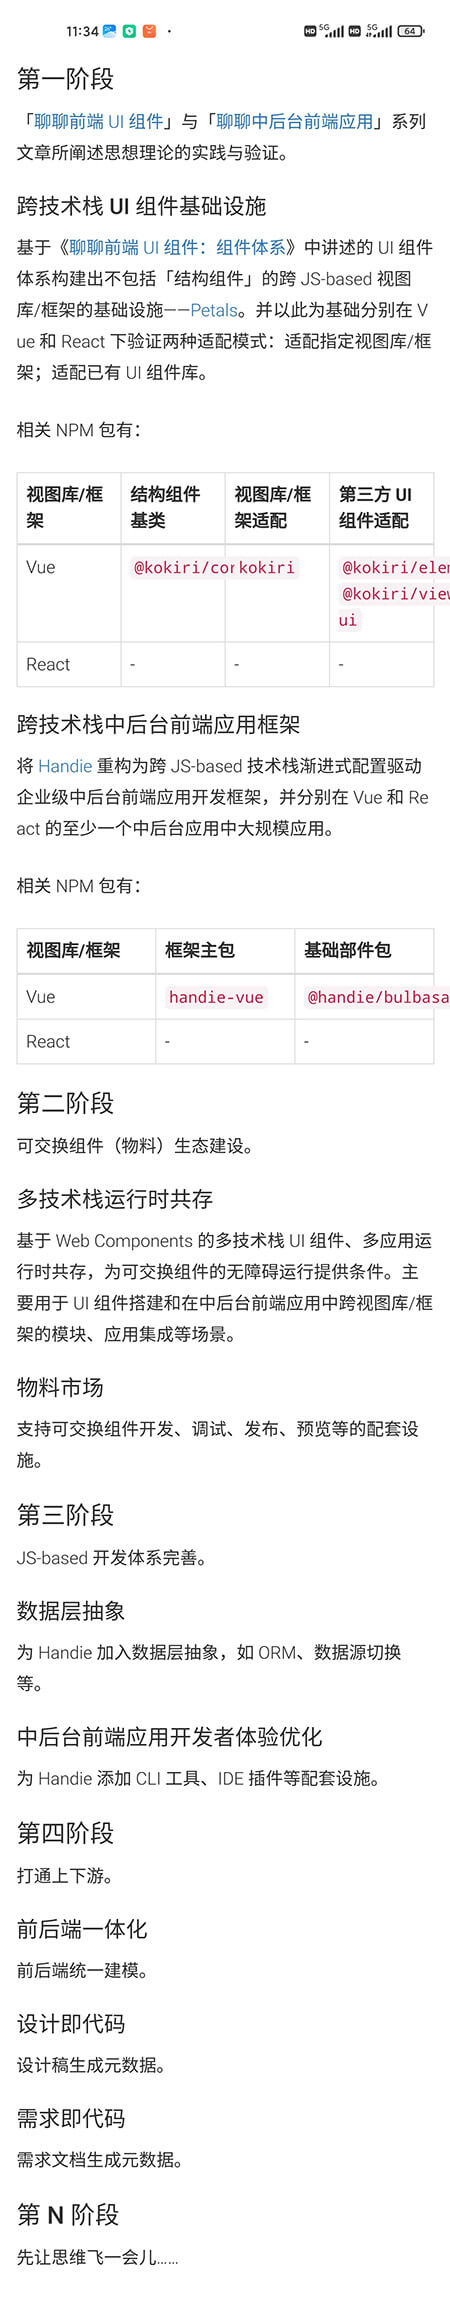 11:34
HD 5G HD 5G 64
第一阶段
「聊聊前端 UI 组件」与「聊聊中后台前端应用」系列
文章所阐述思想理论的实践与验证。
跨技术栈 UI 组件基础设施
基于《聊聊前端 UI 组件：组件体系》中讲述的 UI 组件
体系构建出不包括「结构组件」的跨 JS-based 视图
库/框架的基础设施——Petals。并以此为基础分别在 V
ue 和 React 下验证两种适配模式：适配指定视图库/框
架；适配已有 UI 组件库。
相关 NPM 包有：
视图库/框 结构组件 视图库/框 第三方 UI
架 基类 架适配 组件适配
Vue @kokiri/cor kokiri @kokiri/elem
@kokiri/view
ui
React - - -
跨技术栈中后台前端应用框架
将 Handie 重构为跨 JS-based 技术栈渐进式配置驱动
企业级中后台前端应用开发框架，并分别在 Vue 和 Re
act 的至少一个中后台应用中大规模应用。
相关 NPM 包有：
视图库/框架 框架主包 基础部件包
Vue handie-vue @handie/bulbasa
React - -
第二阶段
可交换组件（物料）生态建设。
多技术栈运行时共存
基于 Web Components 的多技术栈 UI 组件、多应用运
行时共存，为可交换组件的无障碍运行提供条件。主
要用于 UI 组件搭建和在中后台前端应用中跨视图库/框
架的模块、应用集成等场景。
物料市场
支持可交换组件开发、调试、发布、预览等的配套设
施。
第三阶段
JS-based 开发体系完善。
数据层抽象
为 Handie 加入数据层抽象，如 ORM、数据源切换
等。
中后台前端应用开发者体验优化
为 Handie 添加 CLI 工具、IDE 插件等配套设施。
第四阶段
打通上下游。
前后端一体化
前后端统一建模。
设计即代码
设计稿生成元数据。
需求即代码
需求文档生成元数据。
第 N 阶段
先让思维飞一会儿……